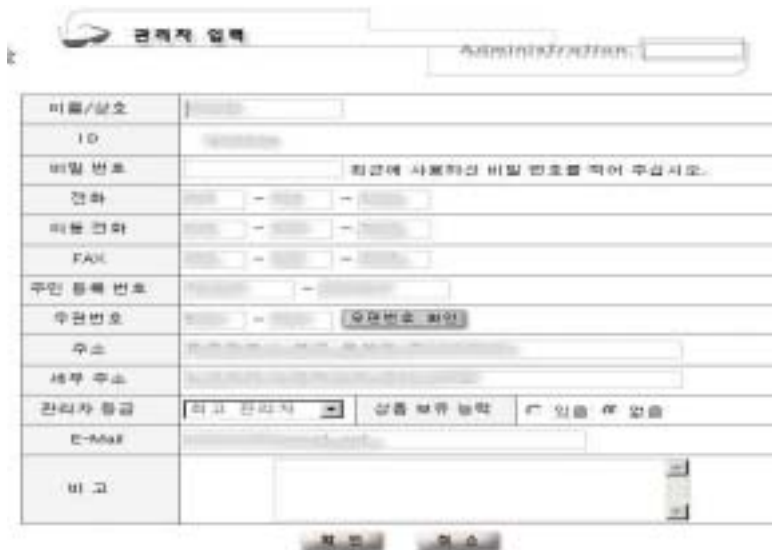 관리자 입력
Administration.
이름/상호
ID
비밀 번호 최근에 사용하신 비밀 번호를 적어 주십시오.
전화 - -
이동 전화 - -
FAX - -
주민 등록 번호 -
우편번호 - 우편번호 확인
주소
세부 주소
관리자 등급 최고 관리자 상품 보유 능력 있음 없음
E-Mail
비 고
확 인 취 소